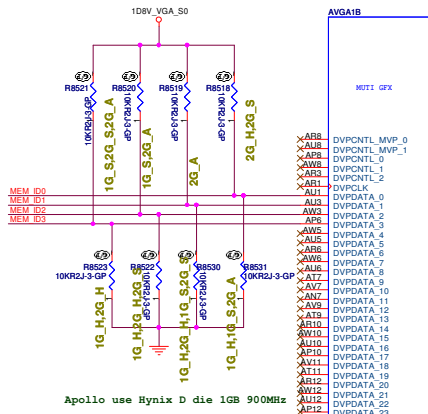 1D8V_VGA_S0
AVGA1B
MUTI GFX
R8521
R8520
R8519
R8518
10KR2J-3-GP
10KR2J-3-GP
10KR2J-3-GP
1G_S,2G_S,2G_A
1G_S,2G_A
2G_A
2G_H,2G_S
MEM_ID0
MEM_ID1
MEM_ID2
MEM_ID3
AR8 DVPCNTL_MVP_0
AU8 DVPCNTL_MVP_1
AP8 DVPCNTL_0
AW8 DVPCNTL_1
AR3 DVPCNTL_2
AR1 DVPCLK
AU1 DVPDATA_0
AU3 DVPDATA_1
AW3 DVPDATA_2
AP6 DVPDATA_3
AW5 DVPDATA_4
AU5 DVPDATA_5
AR6 DVPDATA_6
AW6 DVPDATA_7
AU6 DVPDATA_8
AT7 DVPDATA_9
AV7 DVPDATA_10
AN7 DVPDATA_11
AV9 DVPDATA_12
AT9 DVPDATA_13
AR10 DVPDATA_14
AW10 DVPDATA_15
AU10 DVPDATA_16
AP10 DVPDATA_17
AV11 DVPDATA_18
AT11 DVPDATA_19
AR12 DVPDATA_20
AW12 DVPDATA_21
AU12 DVPDATA_22
AP12 DVPDATA_23
R8523
R8522
R8530
R8531
10KR2J-3-GP
10KR2J-3-GP
10KR2J-3-GP
10KR2J-3-GP
1G_H,2G_H
1G_H,2G_H,2G_S
1G_H,2G_H,1G_S,2G_S
1G_H,1G_S,2G_A
Apollo use Hynix D die 1GB 900MHz